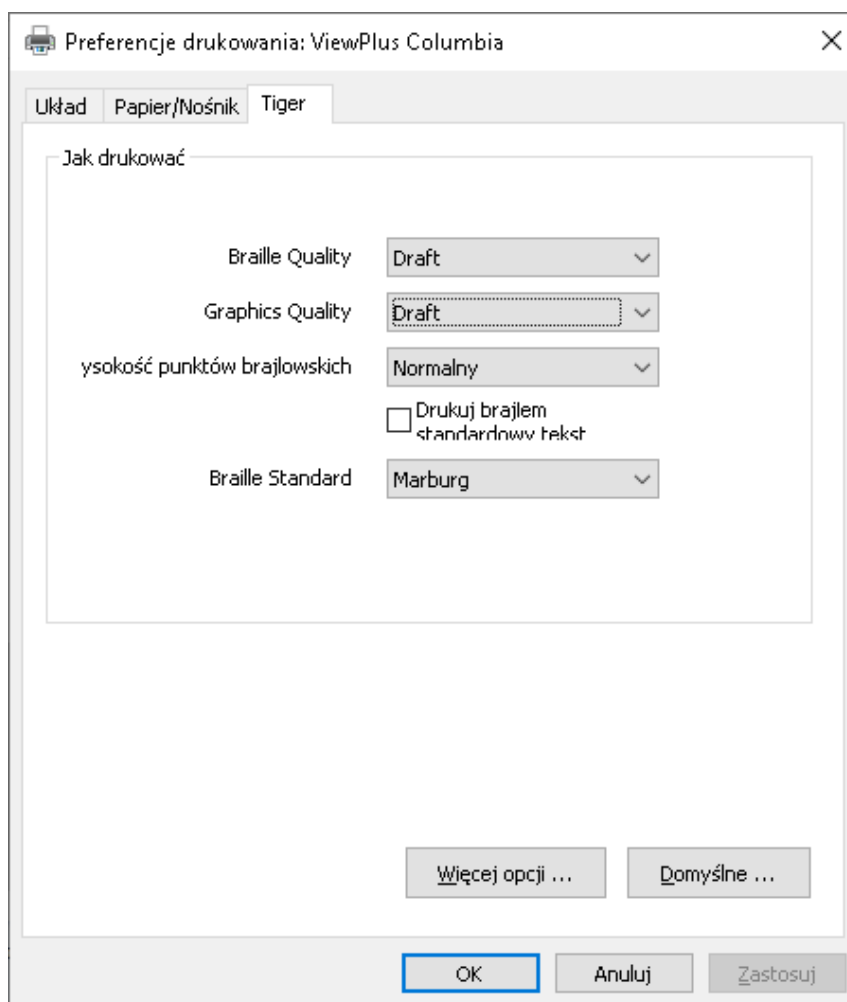 Preferencje drukowania: ViewPlus Columbia
Układ Papier/Nośnik Tiger
Jak drukować
Braille Quality Draft
Graphics Quality Draft
ysokość punktów brajlowskich Normalny
Drukuj brajlem
standardowy tekst
Braille Standard Marburg
Więcej opcji ... Domyślne ...
OK Anuluj Zastosuj